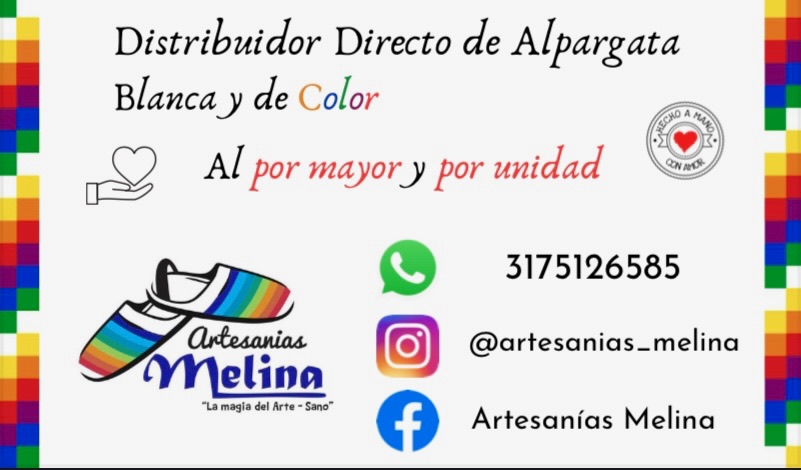 Distribuidor Directo de Alpargata
Blanca y de Color
Al por mayor y por unidad
HECHO A MANO
CON AMOR
3175126585
@artesanias_melina
Artesanías Melina
Artesanias
Melina
"La magia del Arte - Sano"